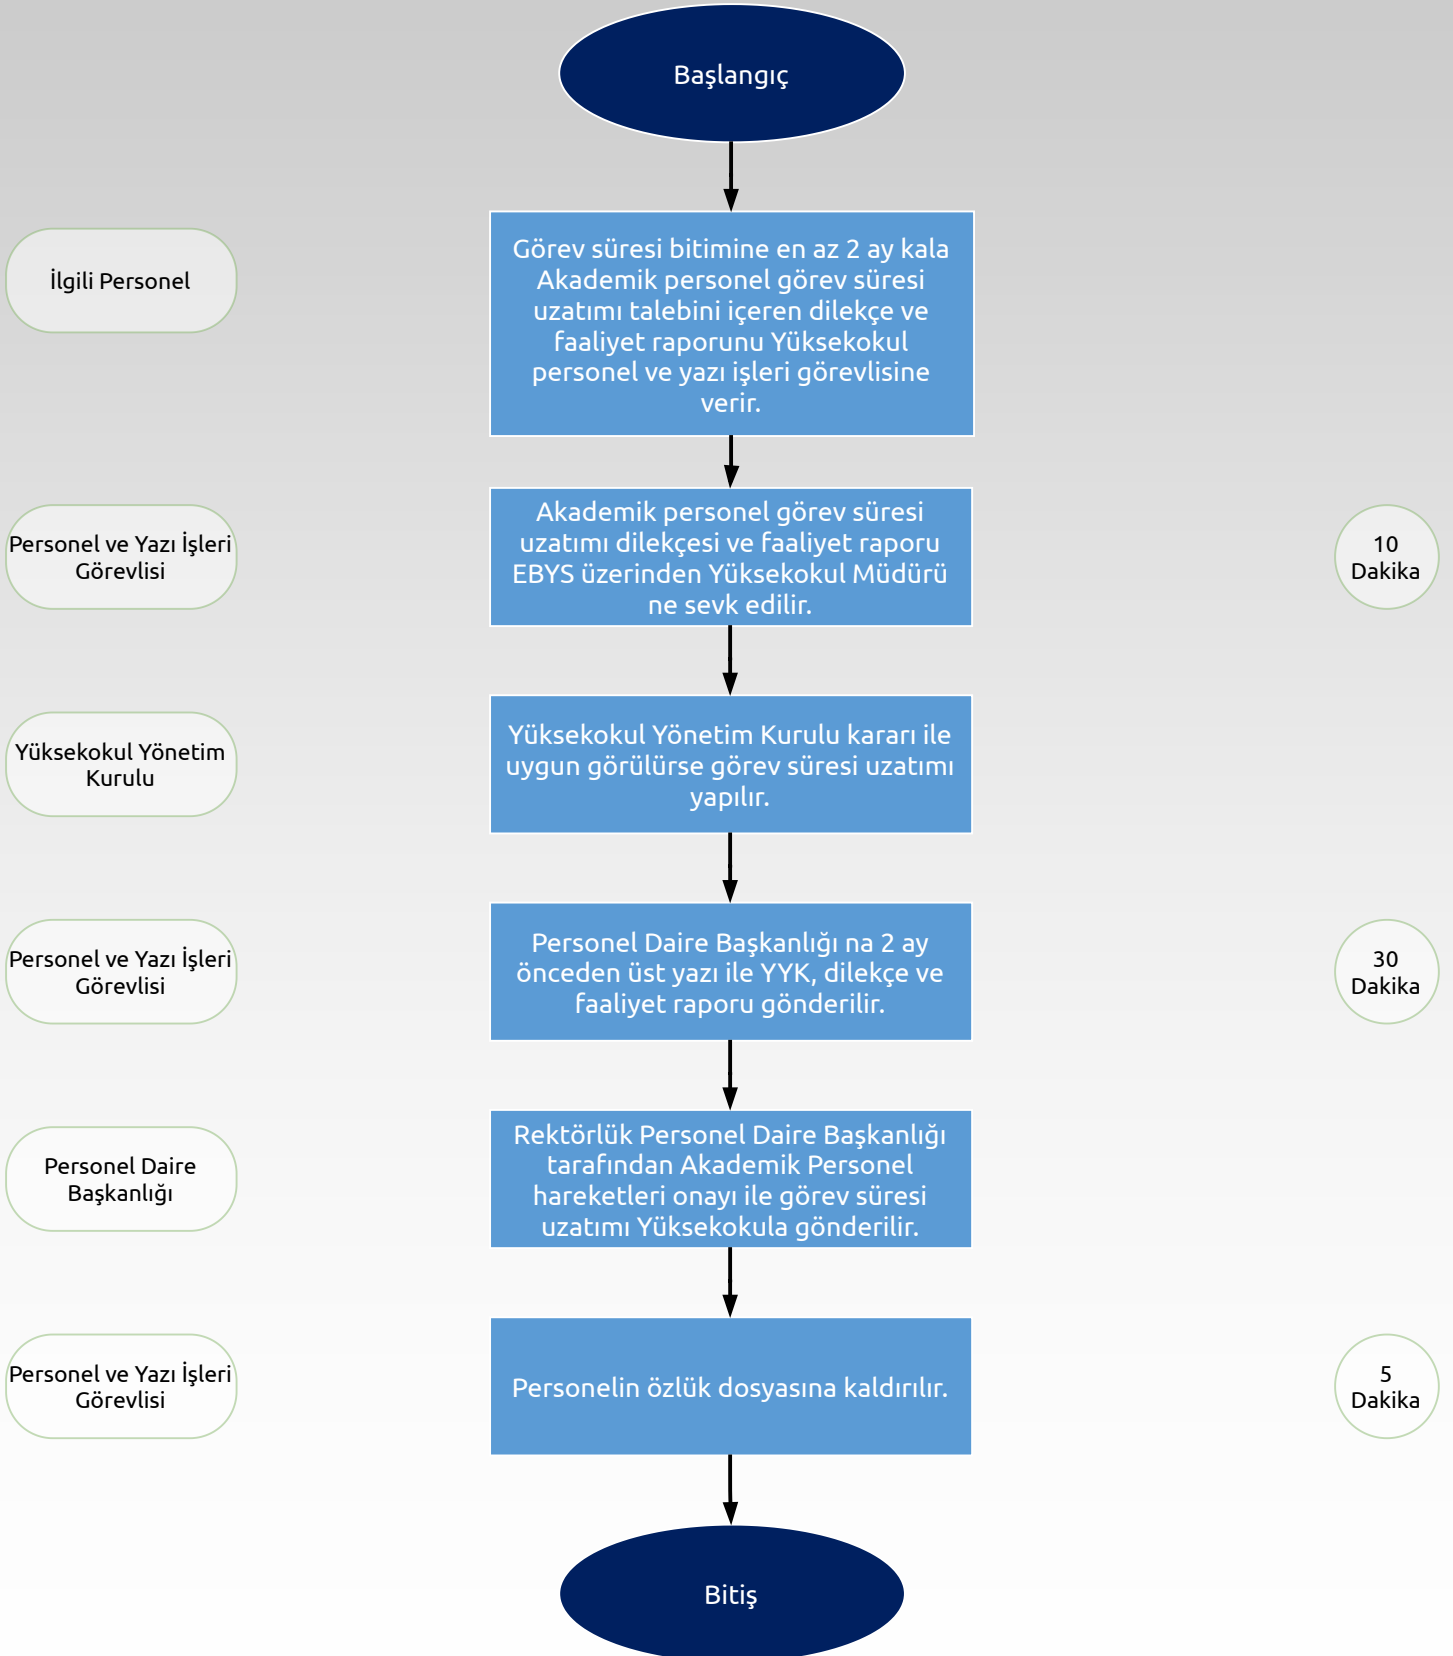 Başlangıç
İlgili Personel
Görev süresi bitimine en az 2 ay kala
Akademik personel görev süresi
uzatımı talebini içeren dilekçe ve
faaliyet raporunu Yüksekokul
personel ve yazı işleri görevlisine
verir.
Personel ve Yazı İşleri
Görevlisi
Akademik personel görev süresi
uzatımı dilekçesi ve faaliyet raporu
EBYS üzerinden Yüksekokul Müdürü
ne sevk edilir.
10
Dakika
Yüksekokul Yönetim
Kurulu
Yüksekokul Yönetim Kurulu kararı ile
uygun görülürse görev süresi uzatımı
yapılır.
Personel ve Yazı İşleri
Görevlisi
Personel Daire Başkanlığı na 2 ay
önceden üst yazı ile YYK, dilekçe ve
faaliyet raporu gönderilir.
30
Dakika
Personel Daire
Başkanlığı
Rektörlük Personel Daire Başkanlığı
tarafından Akademik Personel
hareketleri onayı ile görev süresi
uzatımı Yüksekokula gönderilir.
Personel ve Yazı İşleri
Görevlisi
Personelin özlük dosyasına kaldırılır.
5
Dakika
Bitiş